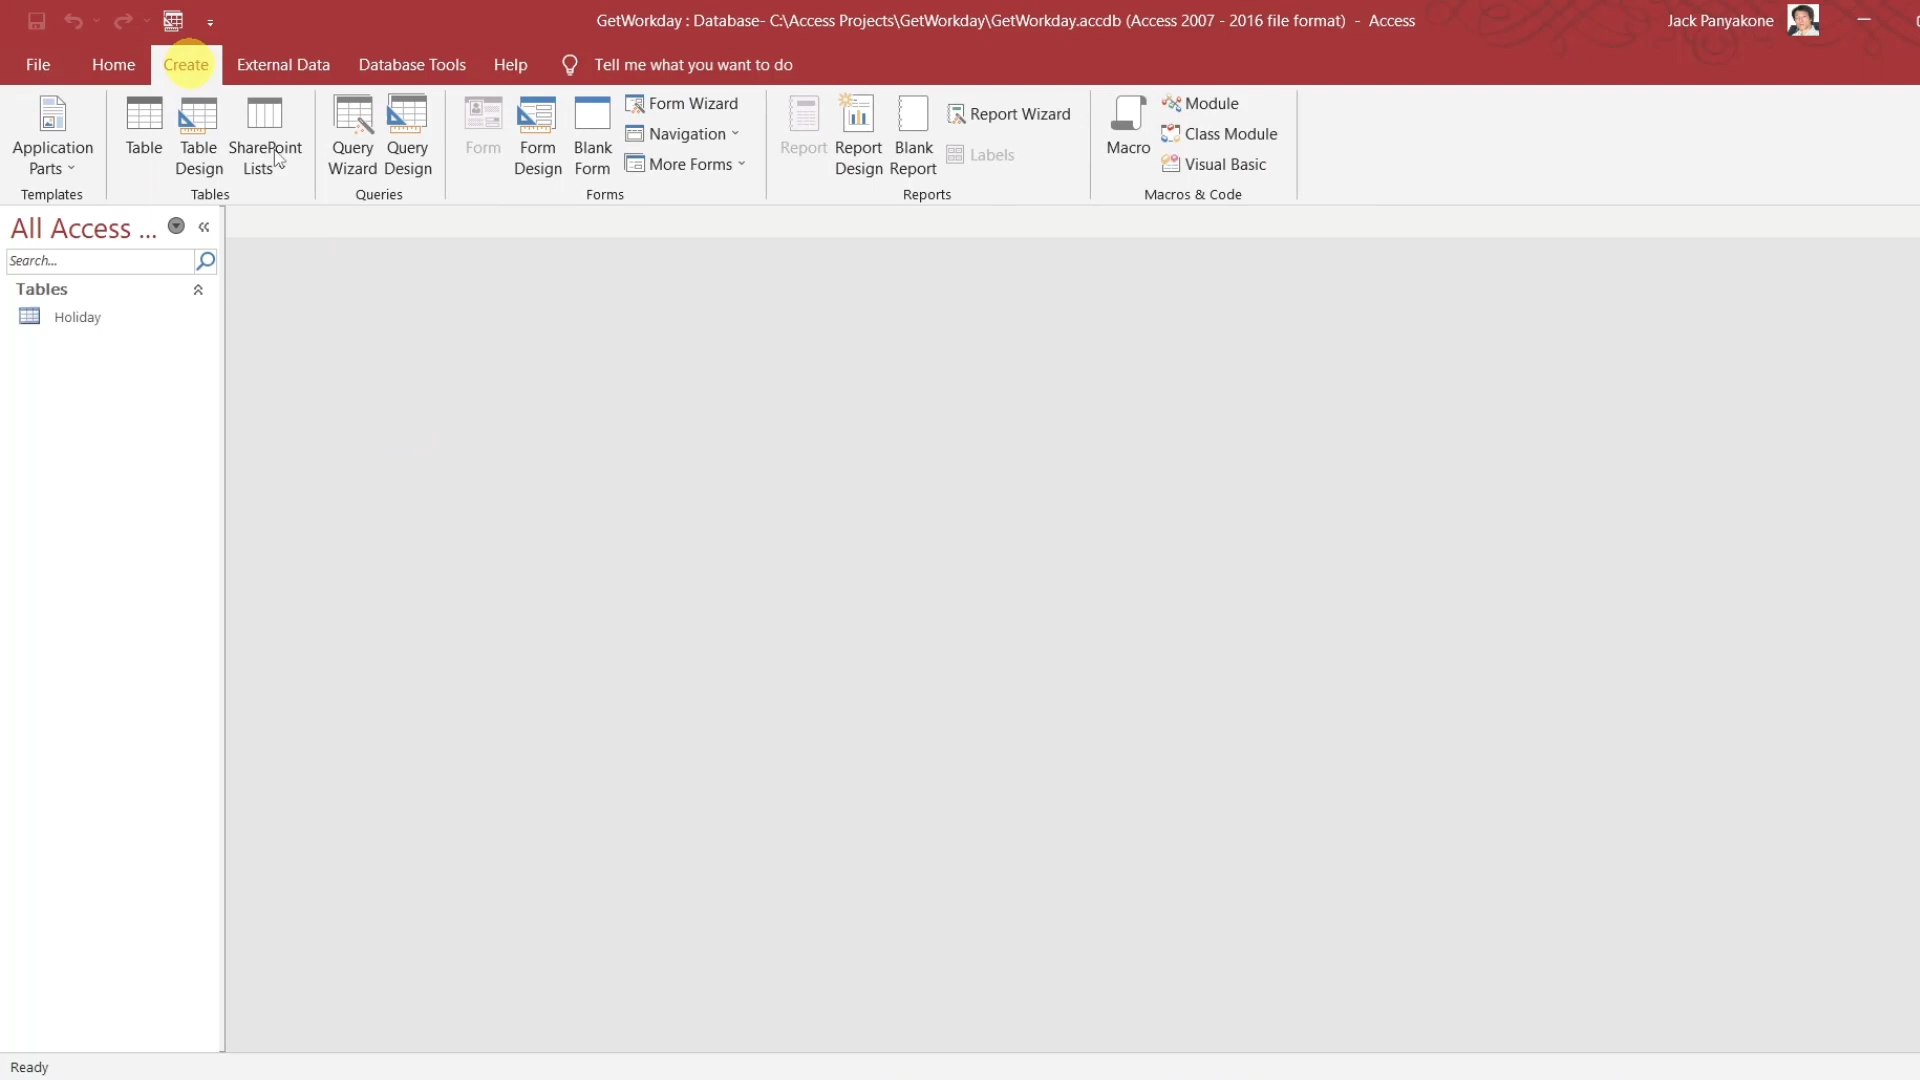 GetWorkday : Database- C:\Access Projects\GetWorkday\GetWorkday.accdb (Access 2007 - 2016 file format) - Access
Jack Panyakone
File Home Create External Data Database Tools Help Tell me what you want to do
Application Parts
Templates
Table
Table Design
SharePoint Lists
Tables
Query Wizard
Query Design
Queries
Form
Form Design
Blank Form
Form Wizard
Navigation
More Forms
Forms
Report
Report Design
Blank Report
Report Wizard
Labels
Reports
Macro
Module
Class Module
Visual Basic
Macros & Code
All Access ...
Search...
Tables
Holiday
Ready